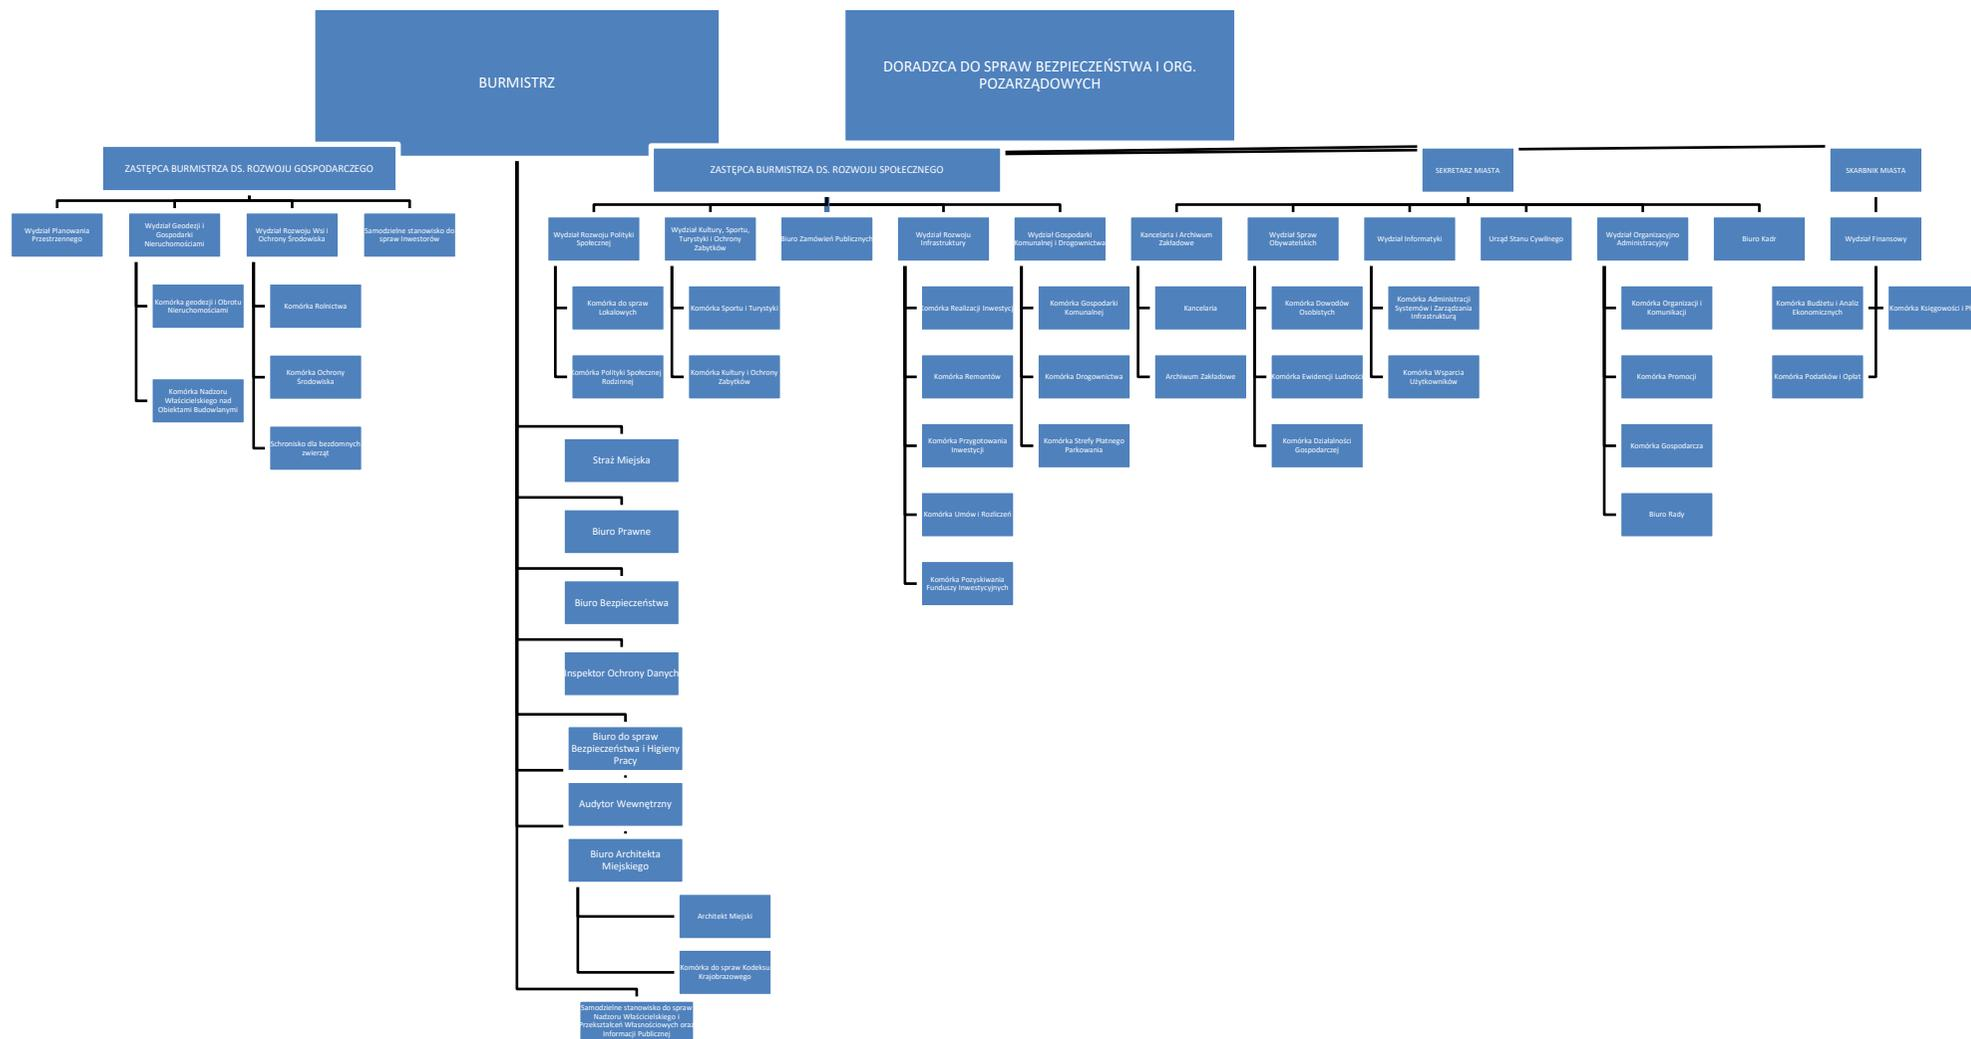 BURMISTRZ
DORADZCA DO SPRAW BEZPIECZEŃSTWA I ORG.
POZARZĄDOWYCH
ZASTĘPCA BURMISTRZA DS. ROZWOJU GOSPODARCZEGO
ZASTĘPCA BURMISTRZA DS. ROZWOJU SPOŁECZNEGO
SEKRETARZ MIASTA
SKARBNIK MIASTA
Wydział Planowania
Przestrzennego
Wydział Geodezji i
Gospodarki
Nieruchomościami
Wydział Rozwoju Wsi i
Ochrony Środowiska
Samodzielne stanowisko do
spraw Inwestorów
Wydział Rozwoju Polityki
Społecznej
Wydział Kultury, Sportu,
Turystyki i Ochrony
Zabytków
Biuro Zamówień Publicznych
Wydział Rozwoju
Infrastruktury
Wydział Gospodarki
Komunalnej i Drogownictwa
Kancelaria i Archiwum
Zakładowe
Wydział Spraw
Obywatelskich
Wydział Informatyki
Urząd Stanu Cywilnego
Wydział Organizacyjno
Administracyjny
Biuro Kadr
Wydział Finansowy
Komórka geodezji i Obrotu
Nieruchomościami
Komórka Nadzoru
Właścicielskiego nad
Obiektami Budowlanymi
Komórka Rolnictwa
Komórka Ochrony
Środowiska
Schronisko dla bezdomnych
zwierząt
Komórka do spraw
Lokalowych
Komórka Polityki Społecznej
Rodzinnej
Komórka Sportu i Turystyki
Komórka Kultury i Ochrony
Zabytków
Komórka Realizacji Inwestycj
Komórka Remontów
Komórka Przygotowania
Inwestycji
Komórka Umów i Rozliczeń
Komórka Pozyskiwania
Funduszy Inwestycyjnych
Komórka Gospodarki
Komunalnej
Komórka Drogownictwa
Komórka Strefy Płatnego
Parkowania
Kancelaria
Archiwum Zakładowe
Komórka Dowodów
Osobistych
Komórka Ewidencji Ludności
Komórka Działalności
Gospodarczej
Komórka Administracji
Systemów i Zarządzania
Infrastrukturą
Komórka Wsparcia
Użytkowników
Komórka Organizacji i
Komunikacji
Komórka Promocji
Komórka Gospodarcza
Biuro Rady
Komórka Budżetu i Analiz
Ekonomicznych
Komórka Księgowości i
Komórka Podatków i Opłat
Straż Miejska
Biuro Prawne
Biuro Bezpieczeństwa
Inspektor Ochrony Danych
Biuro do spraw
Bezpieczeństwa i Higieny
Pracy
Audytor Wewnętrzny
Biuro Architekta
Miejskiego
Architekt Miejski
Komórka do spraw Kodeksu
Krajobrazowego
Samodzielne stanowisko do spraw
Nadzoru Właścicielskiego i
Przekształceń Własnościowych oraz
Informacji Publicznej